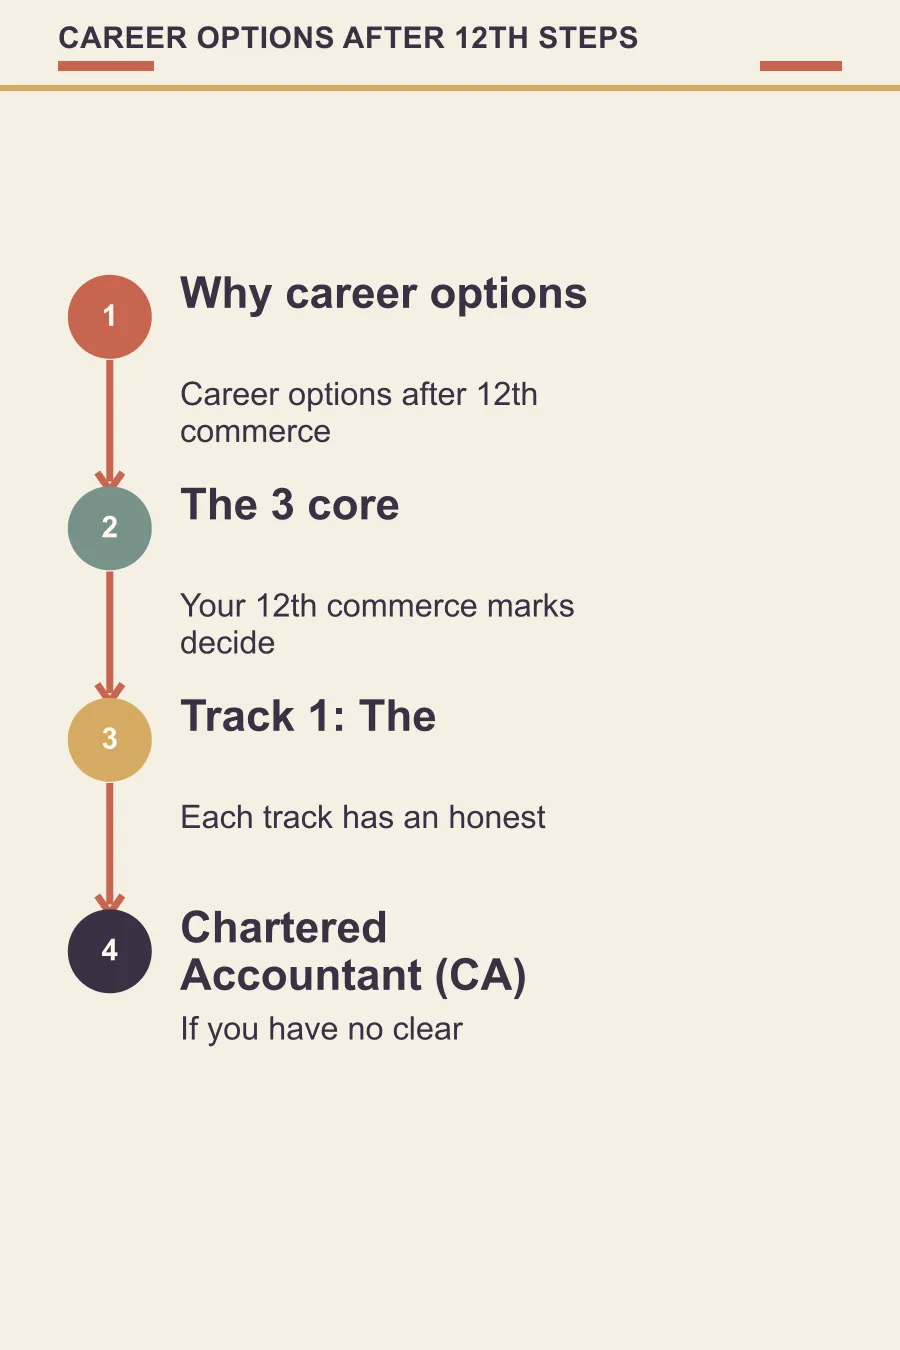 CAREER OPTIONS AFTER 12TH STEPS
1
Why career options
Career options after 12th
commerce
2
The 3 core
Your 12th commerce marks
decide
3
Track 1: The
Each track has an honest
4
Chartered
Accountant (CA)
If you have no clear